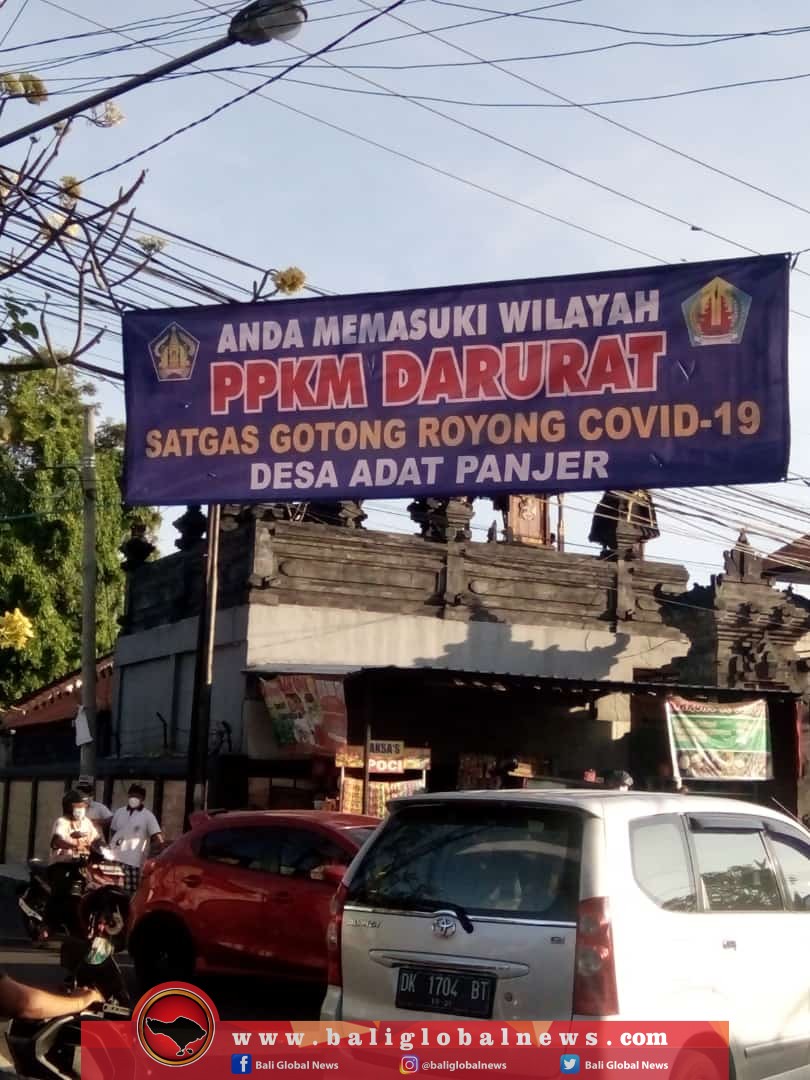 ANDA MEMASUKI WILAYAH
PPKM DARURAT
SATGAS GOTONG ROYONG COVID-19
DESA ADAT PANJER
AKSA'S
POCI
DK 1704 BT
www.baliglobalnews.com
Bali Global News
@baliglobalnews
Bali Global News